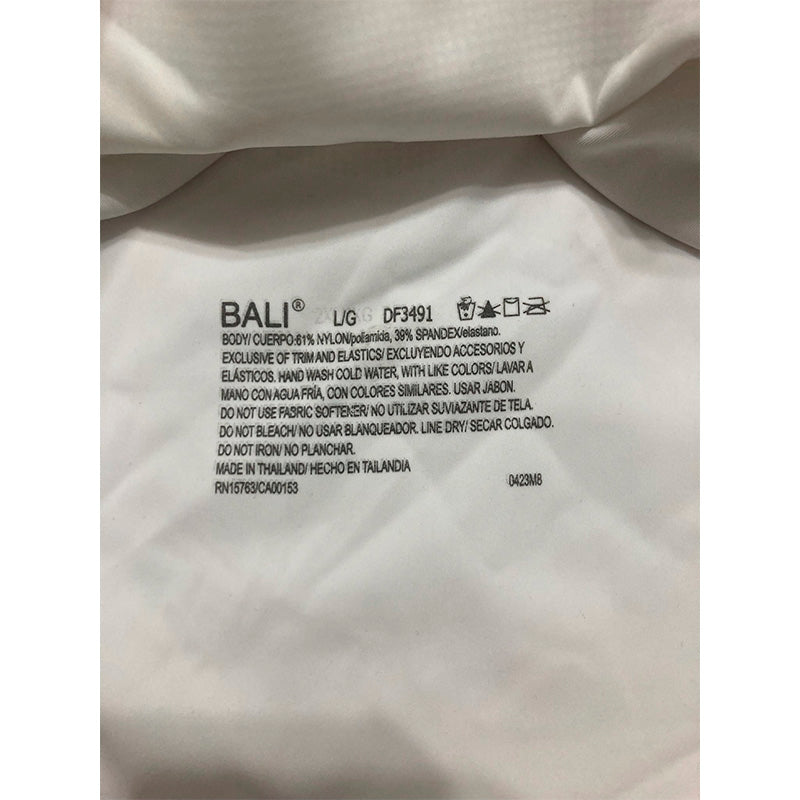 BALI® L/G DF3491
BODY/ CUERPO:61% NYLON/poliamida, 39% SPANDEX/elastano.
EXCLUSIVE OF TRIM AND ELASTICS/ EXCLUYENDO ACCESORIOS Y
ELÁSTICOS. HAND WASH COLD WATER, WITH LIKE COLORS/ LAVAR A
MANO CON AGUA FRÍA, CON COLORES SIMILARES. USAR JABON.
DO NOT USE FABRIC SOFTENER/ NO UTILIZAR SUVIAZANTE DE TELA.
DO NOT BLEACH/ NO USAR BLANQUEADOR. LINE DRY/ SECAR COLGADO.
DO NOT IRON/ NO PLANCHAR.
MADE IN THAILAND/ HECHO EN TAILANDIA
RN15763/CA00153 0423M8